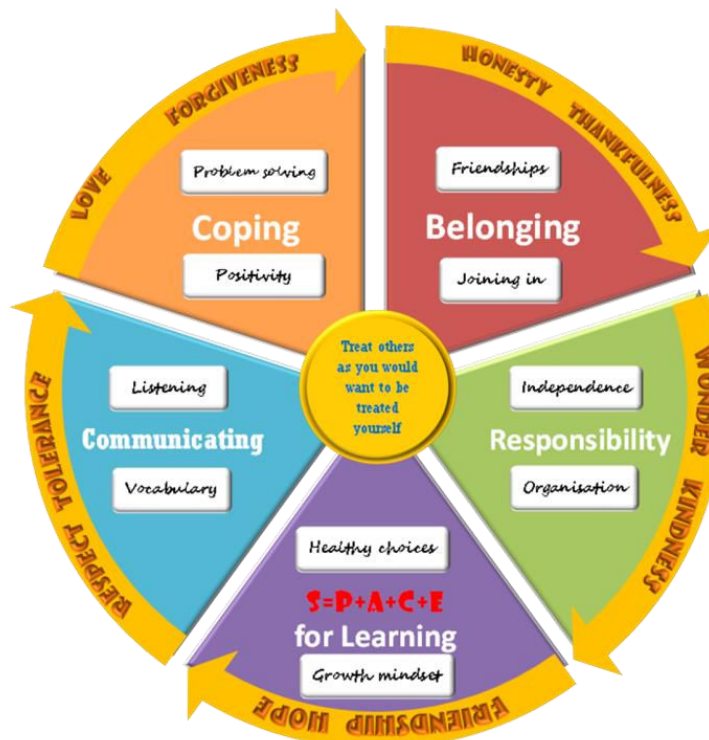 LOVE FORGIVENESS
HONESTY THANKFULNESS
Problem solving
Coping
Positivity
Friendships
Belonging
Joining in
Treat others
as you would
want to be
treated
yourself
Listening
Communicating
Vocabulary
RESPECT TOLERANCE
Independence
Responsibility
Organisation
WONDER KINDNESS
Healthy choices
S=P+A+C+E
for Learning
Growth mindset
FRIENDSHIP HOPE